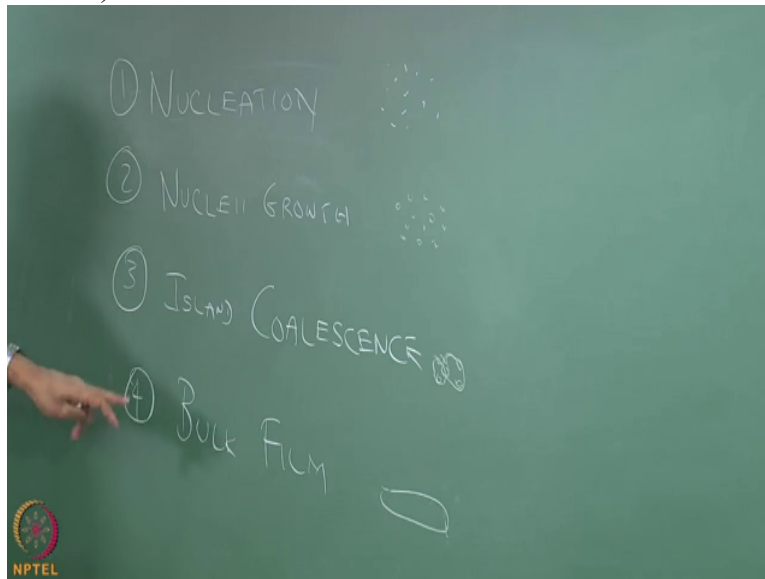 ① NUCLEATION
② NUCLEII GROWTH
③ ISLAND COALESCENCE
④ BULK FILM
NPTEL